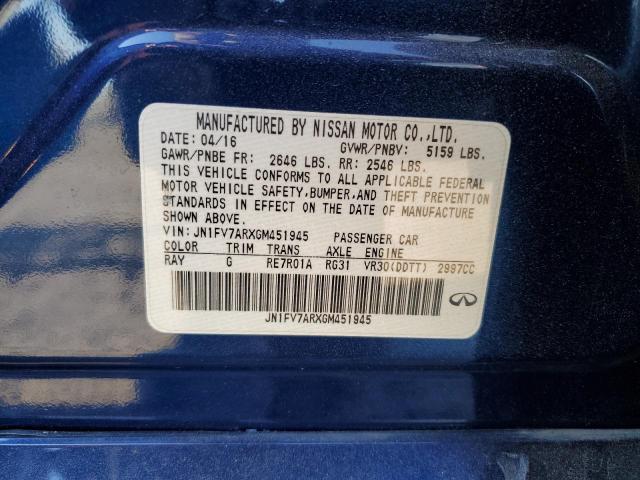 MANUFACTURED BY NISSAN MOTOR CO.,LTD.
DATE: 04/16 GVWR/PNBV: 5159 LBS.
GAWR/PNBE FR: 2646 LBS. RR: 2546 LBS.
THIS VEHICLE CONFORMS TO ALL APPLICABLE FEDERAL
MOTOR VEHICLE SAFETY,BUMPER,AND THEFT PREVENTION
STANDARDS IN EFFECT ON THE DATE OF MANUFACTURE
SHOWN ABOVE.
VIN: JN1FV7ARXGM451945 PASSENGER CAR
COLOR TRIM TRANS AXLE ENGINE
RAY G RE7R01A RG31 VR30(DDTT) 2997CC
JN1FV7ARXGM451945